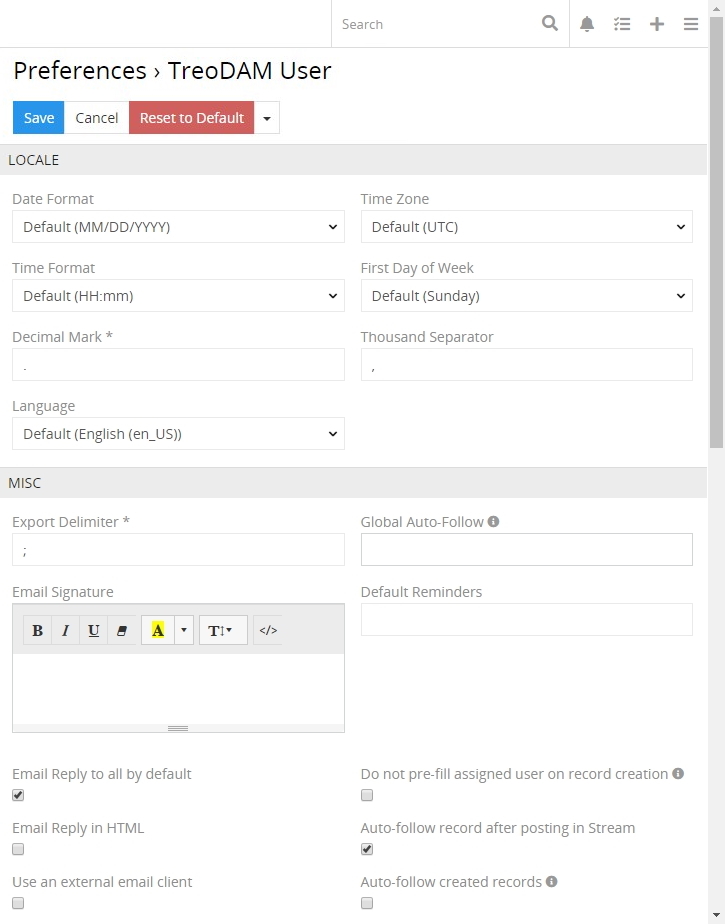 Search
Preferences › TreoDAM User
Save Cancel Reset to Default
LOCALE
Date Format Time Zone
Default (MM/DD/YYYY) Default (UTC)
Time Format First Day of Week
Default (HH:mm) Default (Sunday)
Decimal Mark * Thousand Separator
. ,
Language
Default (English (en_US))
MISC
Export Delimiter * Global Auto-Follow
;
Email Signature Default Reminders
B I U A T </>
Email Reply to all by default Do not pre-fill assigned user on record creation
Email Reply in HTML Auto-follow record after posting in Stream
Use an external email client Auto-follow created records